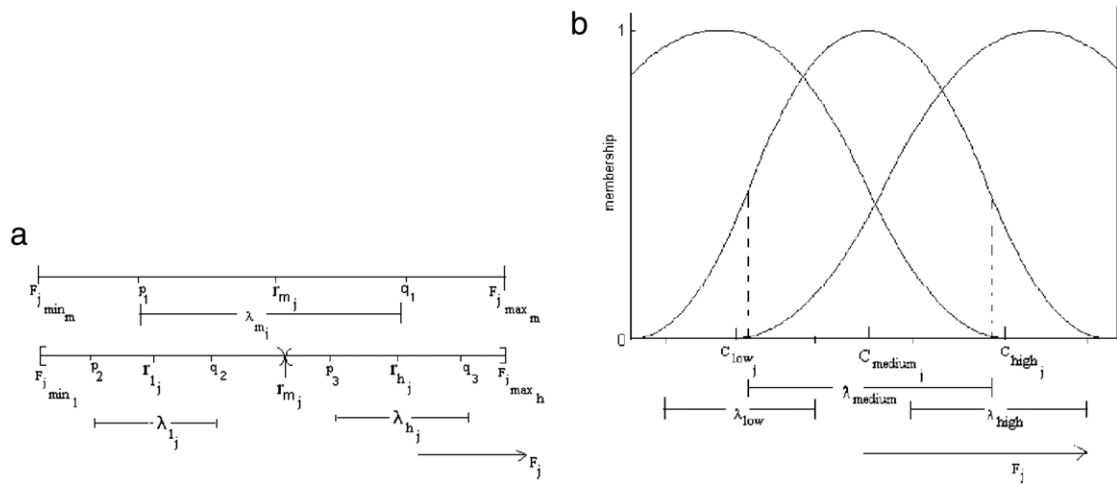 a
F_j min_m p_1 r_m_j q_1 F_j max_m
λ_m_j
F_j min_1 p_2 r_1_j q_2 r_m_j p_3 r_h_j q_3 F_j max_h
λ_1_j λ_h_j
F_j
b
1
membership
0
C_low_j C_medium_j C_high_j
λ_medium
λ_low λ_high
F_j